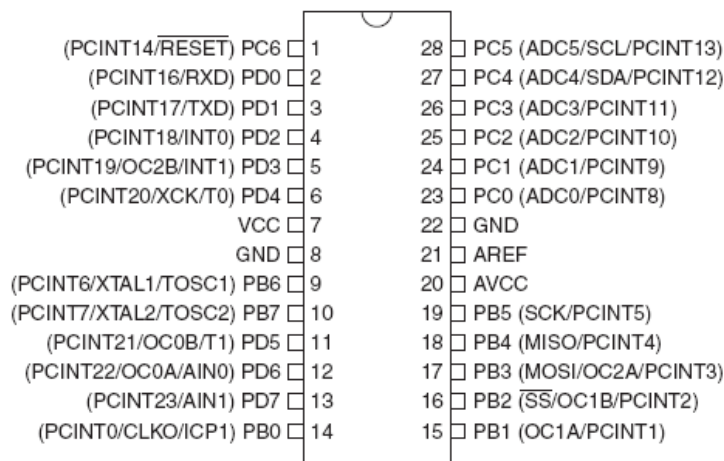 (PCINT14/RESET) PC6 1 28 PC5 (ADC5/SCL/PCINT13)
(PCINT16/RXD) PD0 2 27 PC4 (ADC4/SDA/PCINT12)
(PCINT17/TXD) PD1 3 26 PC3 (ADC3/PCINT11)
(PCINT18/INT0) PD2 4 25 PC2 (ADC2/PCINT10)
(PCINT19/OC2B/INT1) PD3 5 24 PC1 (ADC1/PCINT9)
(PCINT20/XCK/T0) PD4 6 23 PC0 (ADC0/PCINT8)
VCC 7 22 GND
GND 8 21 AREF
(PCINT6/XTAL1/TOSC1) PB6 9 20 AVCC
(PCINT7/XTAL2/TOSC2) PB7 10 19 PB5 (SCK/PCINT5)
(PCINT21/OC0B/T1) PD5 11 18 PB4 (MISO/PCINT4)
(PCINT22/OC0A/AIN0) PD6 12 17 PB3 (MOSI/OC2A/PCINT3)
(PCINT23/AIN1) PD7 13 16 PB2 (SS/OC1B/PCINT2)
(PCINT0/CLKO/ICP1) PB0 14 15 PB1 (OC1A/PCINT1)